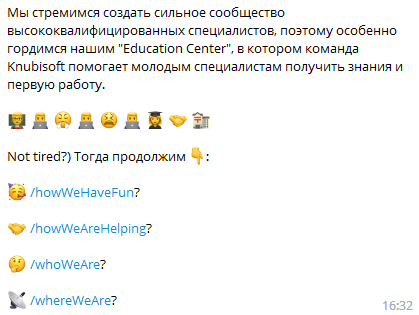 Мы стремимся создать сильное сообщество
высококвалифицированных специалистов, поэтому особенно
гордимся нашим "Education Center", в котором команда
Knubisoft помогает молодым специалистам получить знания и
первую работу.
👨‍🏫 👨‍💻 😤 👨‍💻 😫 👨‍💻 👩‍🎓 🤝 🏤
Not tired?) Тогда продолжим 👇:
🥳 /howWeHaveFun?
🤝 /howWeAreHelping?
🤔 /whoWeAre?
📡 /whereWeAre?
16:32